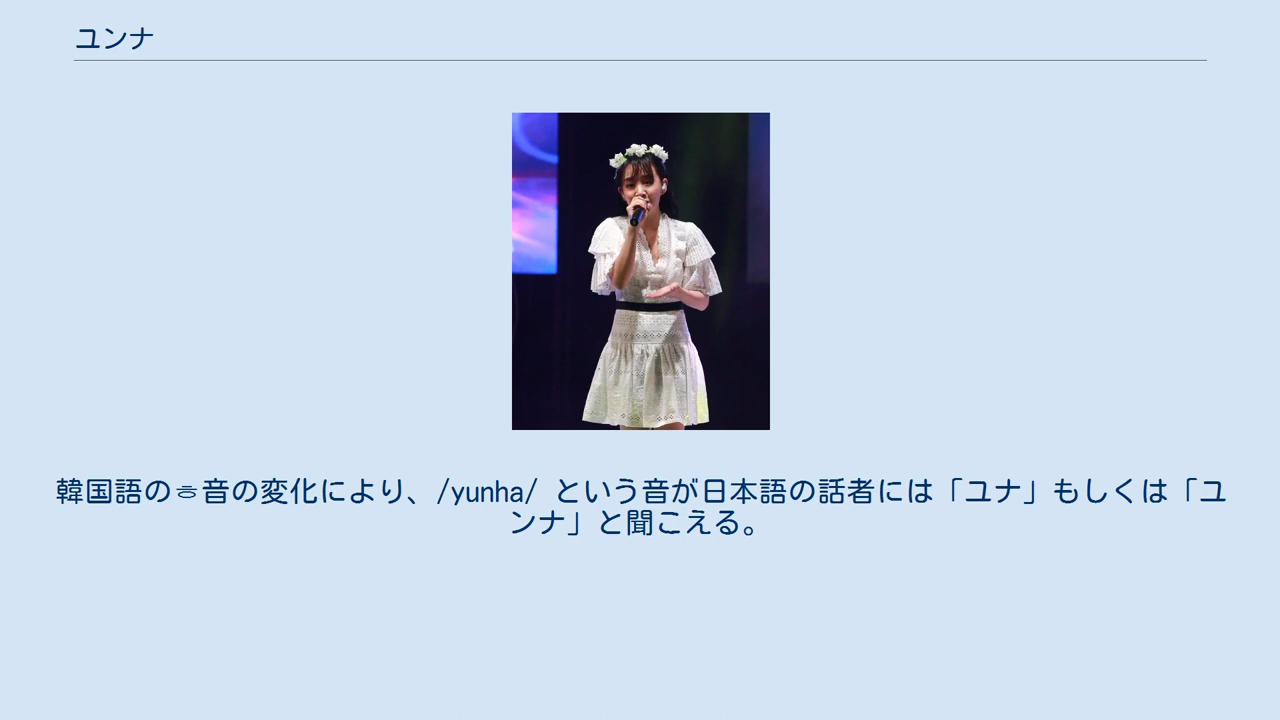 ユンナ
韓国語のㅎ音の変化により、/yunha/ という音が日本語の話者には「ユナ」もしくは「ユ
ンナ」と聞こえる。